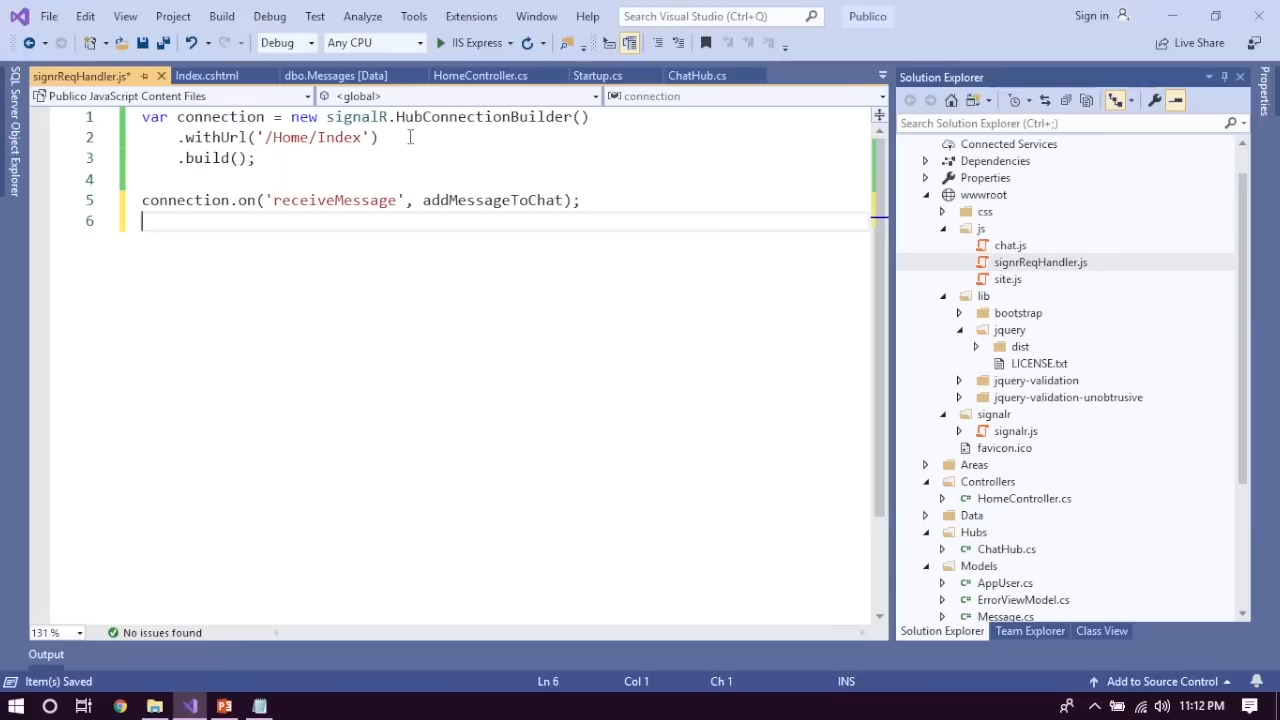 File Edit View Project Build Debug Test Analyze Tools Extensions Window Help Search Visual Studio (Ctrl+Q) Publico Sign in
Debug Any CPU IIS Express Live Share
signrReqHandler.js* Index.cshtml dbo.Messages [Data] HomeController.cs Startup.cs ChatHub.cs
Publico JavaScript Content Files <global> connection
SQL Server Object Explorer
1 var connection = new signalR.HubConnectionBuilder()
2 .withUrl('/Home/Index')
3 .build();
4
5 connection.on('receiveMessage', addMessageToChat);
6
131 % No issues found
Solution Explorer
Search Solution Explorer (Ctrl+;)
Connected Services
Dependencies
Properties
wwwroot
css
js
chat.js
signrReqHandler.js
site.js
lib
bootstrap
jquery
dist
LICENSE.txt
jquery-validation
jquery-validation-unobtrusive
signalr
signalr.js
favicon.ico
Areas
Controllers
HomeController.cs
Data
Hubs
ChatHub.cs
Models
AppUser.cs
ErrorViewModel.cs
Message.cs
Solution Explorer Team Explorer Class View
Properties
Output
Item(s) Saved Ln 6 Col 1 Ch 1 INS Add to Source Control
11:12 PM